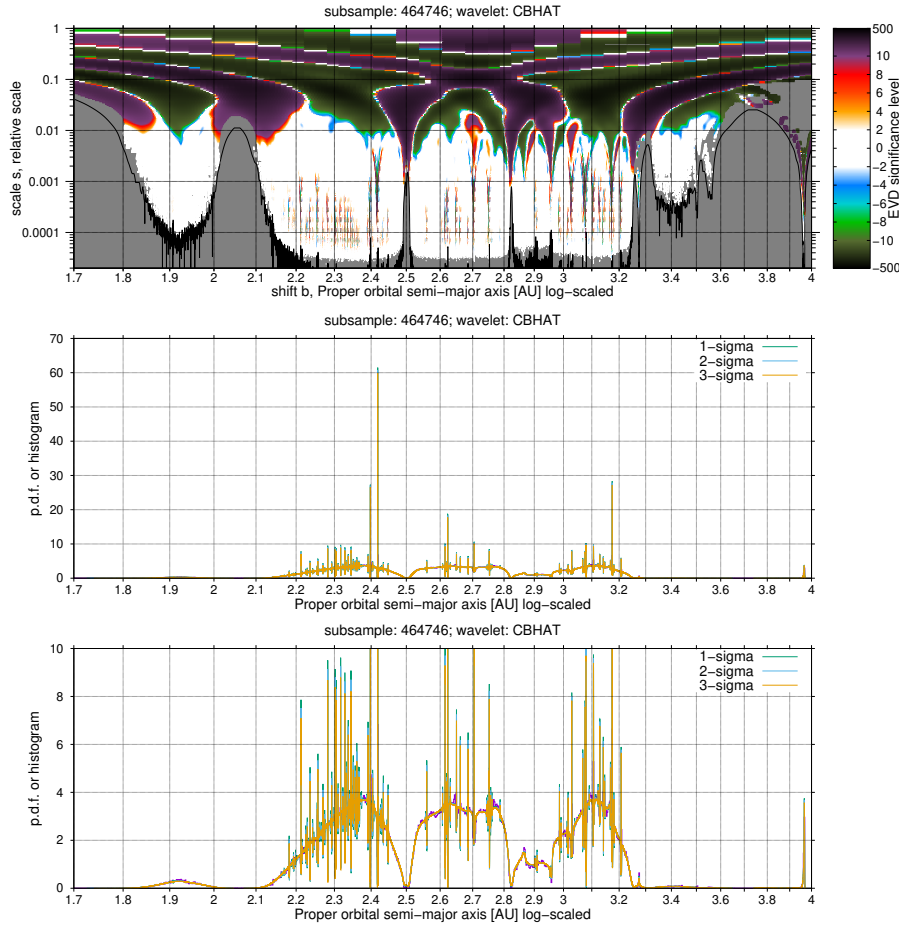 subsample: 464746; wavelet: CBHAT
1
0.1
0.01
0.001
0.0001
scale s, relative scale
1.7 1.8 1.9 2 2.1 2.2 2.3 2.4 2.5 2.6 2.7 2.8 2.9 3 3.1 3.2 3.4 3.6 3.8 4
shift b, Proper orbital semi-major axis [AU] log-scaled
500
10
8
6
4
2
0
-2
-4
-6
-8
-10
-500
EVD significance level
subsample: 464746; wavelet: CBHAT
1-sigma
2-sigma
3-sigma
70
60
50
40
30
20
10
0
p.d.f. or histogram
1.7 1.8 1.9 2 2.1 2.2 2.3 2.4 2.5 2.6 2.7 2.8 2.9 3 3.1 3.2 3.4 3.6 3.8 4
Proper orbital semi-major axis [AU] log-scaled
subsample: 464746; wavelet: CBHAT
1-sigma
2-sigma
3-sigma
10
8
6
4
2
0
p.d.f. or histogram
1.7 1.8 1.9 2 2.1 2.2 2.3 2.4 2.5 2.6 2.7 2.8 2.9 3 3.1 3.2 3.4 3.6 3.8 4
Proper orbital semi-major axis [AU] log-scaled